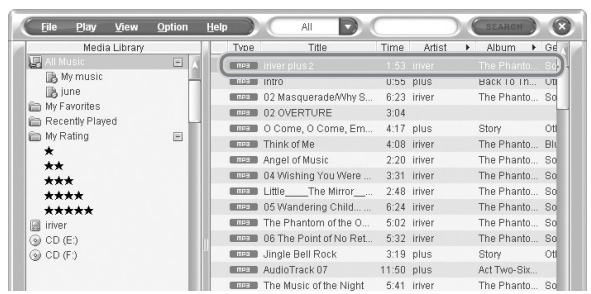 File Play View Option Help All SEARCH
Media Library Type Title Time Artist Album Ge
All Music mp3 iriver plus 2 1:53 iriver The Phanto... So
My music mp3 Intro 0:55 plus Back To Th...
june mp3 02 Masquerade/Why S... 6:23 iriver The Phanto... So
My Favorites mp3 02 OVERTURE 3:04
Recently Played mp3 O Come, O Come, Em... 4:17 plus Story Oth
My Rating mp3 Think of Me 4:08 iriver The Phanto... Blu
★ mp3 Angel of Music 2:20 iriver The Phanto... So
★★ mp3 04 Wishing You Were ... 3:31 iriver The Phanto... So
★★★ mp3 Little____The Mirror__... 2:48 iriver The Phanto... So
★★★★ mp3 05 Wandering Child... ... 6:24 iriver The Phanto... So
★★★★★ mp3 The Phantom of the O... 5:02 iriver The Phanto... So
iriver mp3 06 The Point of No Ret... 5:32 iriver The Phanto... So
CD (E:) mp3 Jingle Bell Rock 3:19 plus Story Oth
CD (F:) mp3 AudioTrack 07 11:50 plus Act Two-Six...
mp3 The Music of the Night 5:41 iriver The Phanto... So